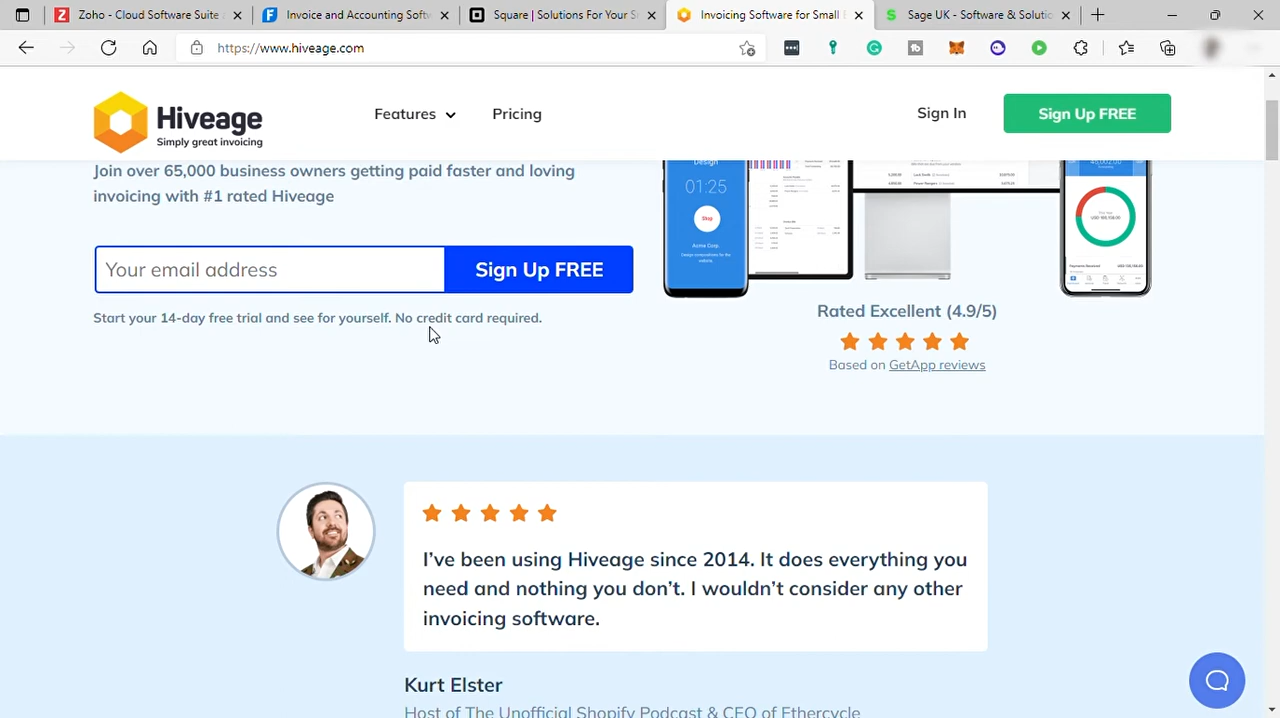 Zoho - Cloud Software Suite
Invoice and Accounting Softw
Square | Solutions For Your S
Invoicing Software for Small
Sage UK - Software & Solutio
https://www.hiveage.com
Hiveage
Simply great invoicing
Features
Pricing
Sign In
Sign Up FREE
Join over 65,000 business owners getting paid faster and loving
invoicing with #1 rated Hiveage
Your email address
Sign Up FREE
Start your 14-day free trial and see for yourself. No credit card required.
Design
01:25
Stop
Acme Corp.
Rated Excellent (4.9/5)
Based on GetApp reviews
I've been using Hiveage since 2014. It does everything you
need and nothing you don't. I wouldn't consider any other
invoicing software.
Kurt Elster
Host of The Unofficial Shopify Podcast & CEO of Ethercycle